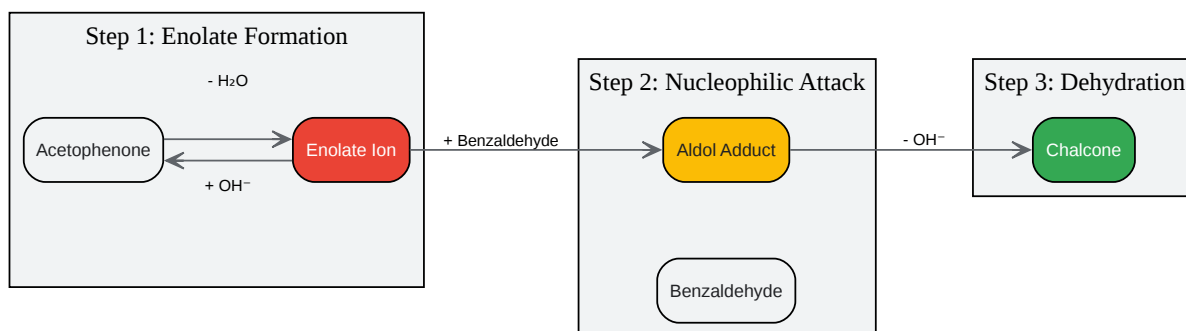 Step 1: Enolate Formation
- H₂O
Acetophenone
Enolate Ion
+ OH⁻
+ Benzaldehyde
Step 2: Nucleophilic Attack
Aldol Adduct
Benzaldehyde
- OH⁻
Step 3: Dehydration
Chalcone